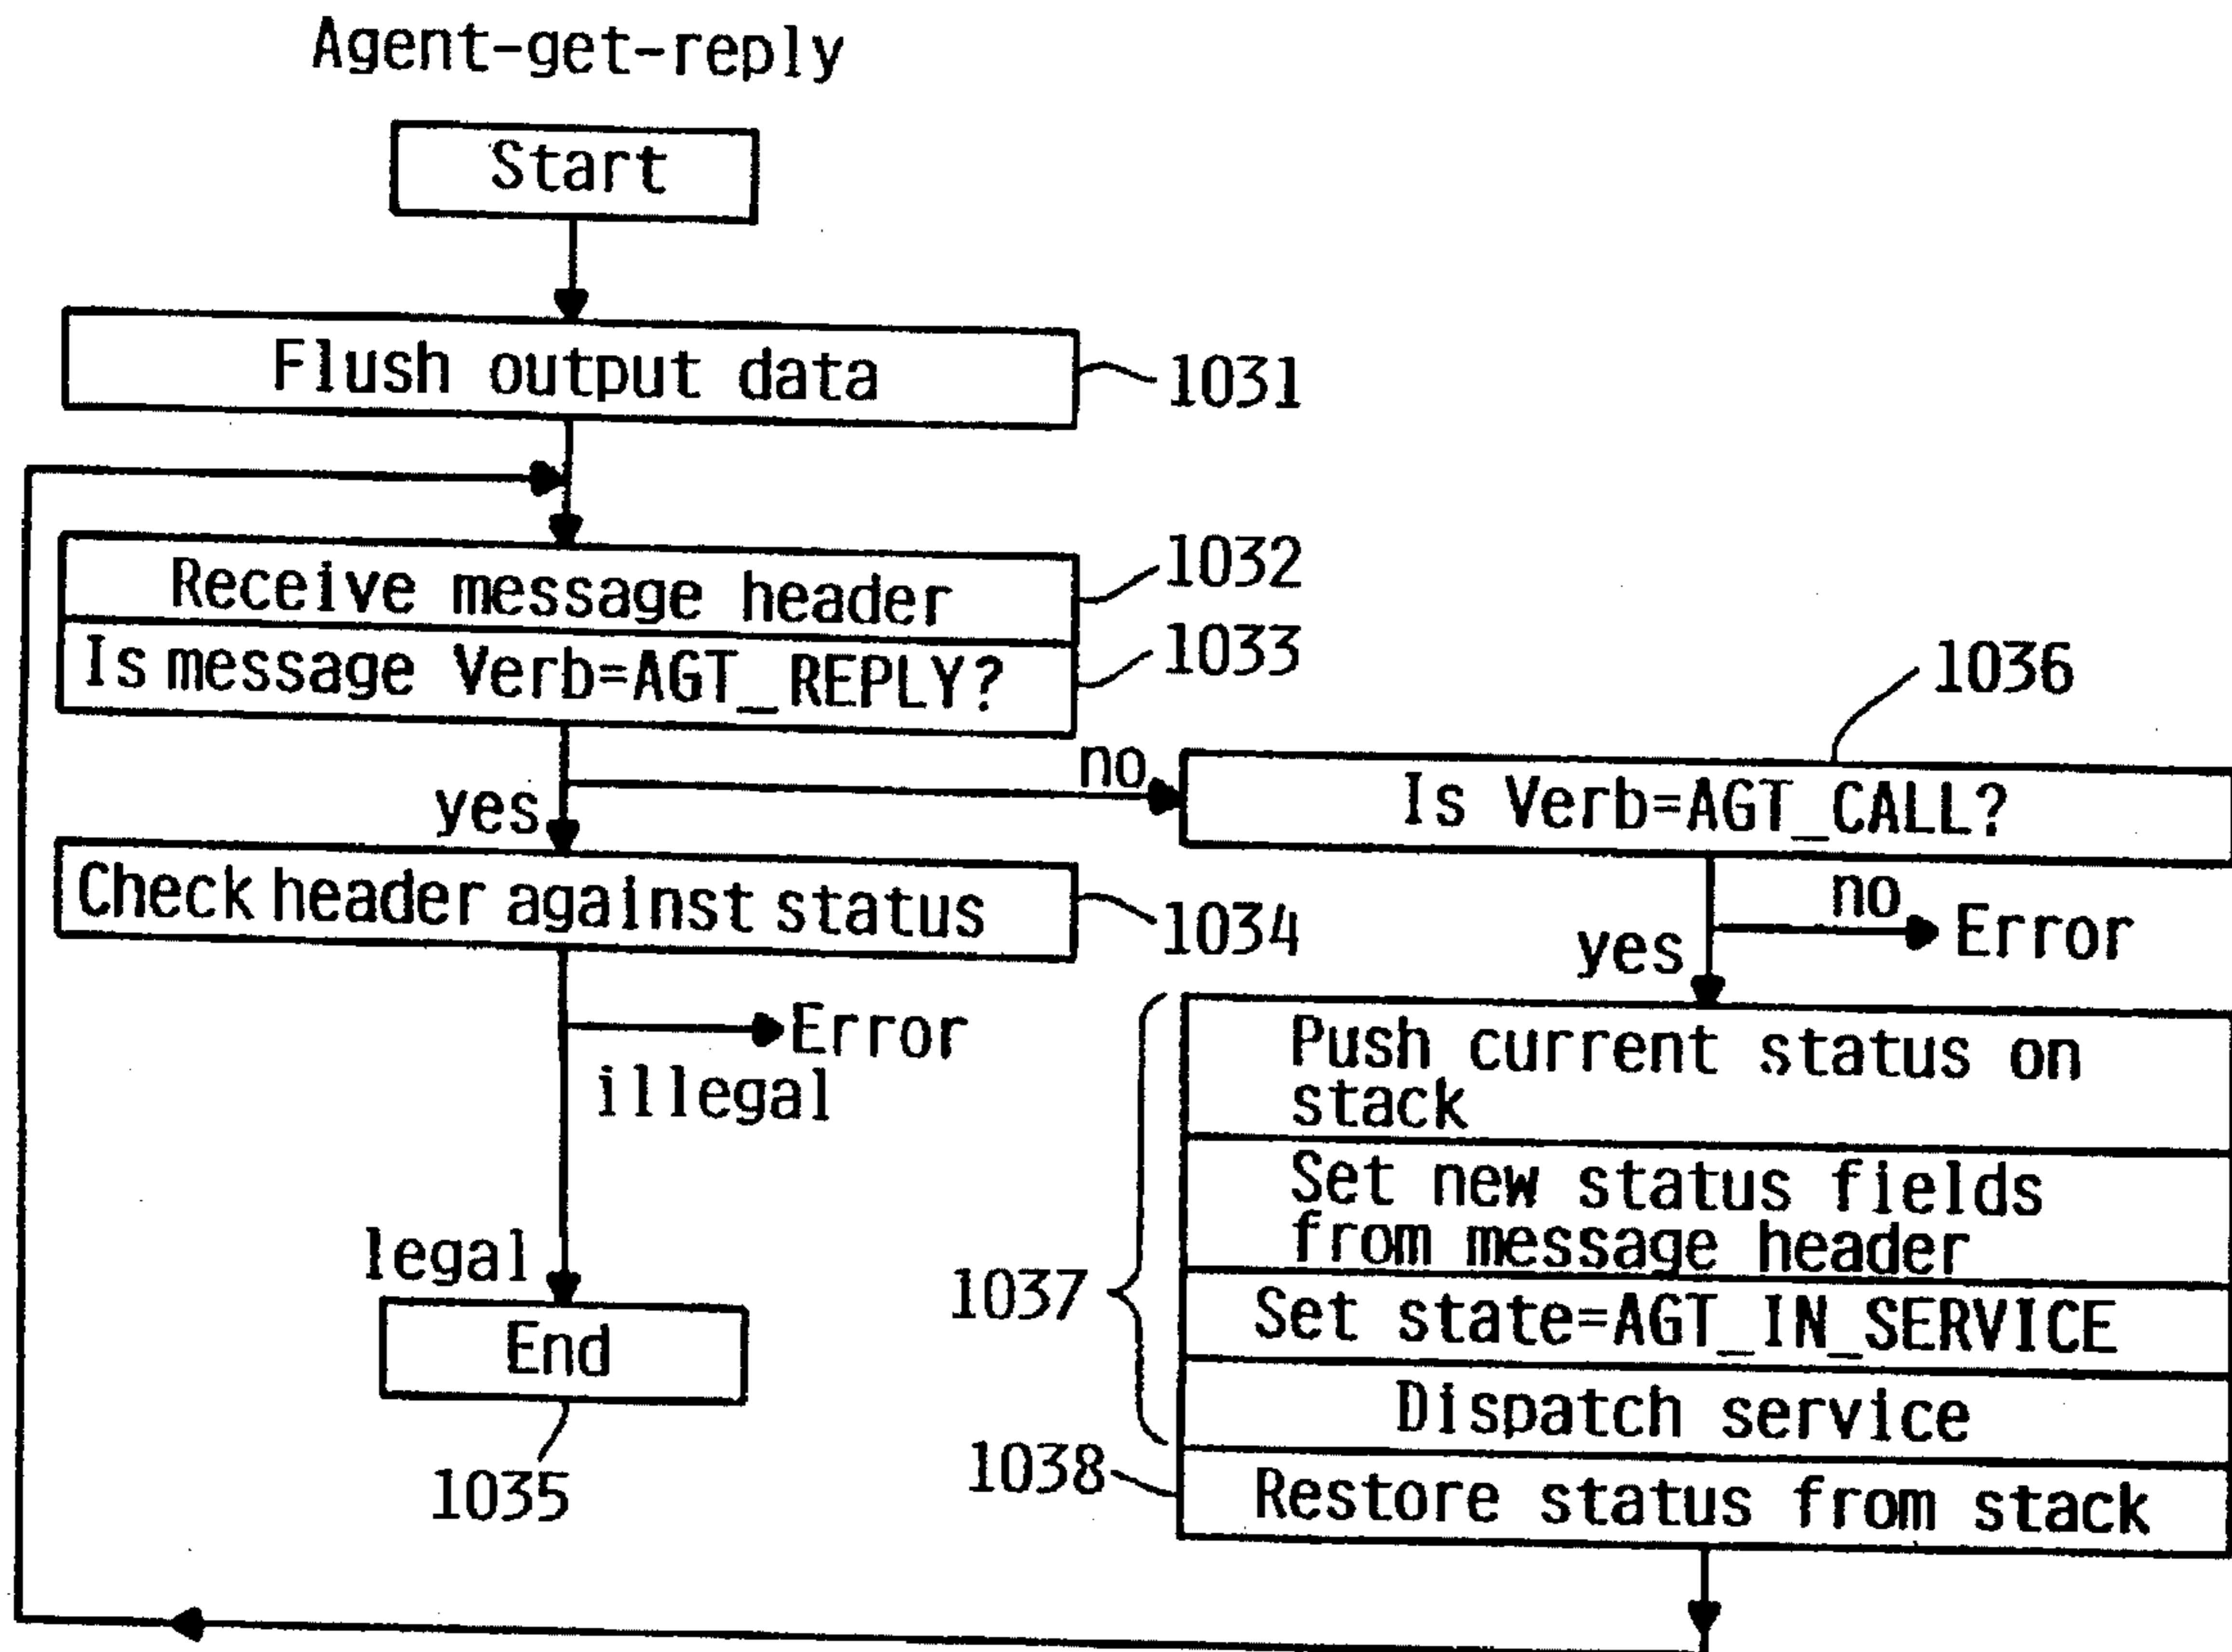 Agent-get-reply
Start
Flush output data
1031
Receive message header
1032
Is message Verb=AGT_REPLY?
1033
1036
no
Is Verb=AGT_CALL?
yes
Check header against status
1034
no
Error
yes
Error
illegal
Push current status on
stack
Set new status fields
from message header
legal
1037
Set state=AGT_IN_SERVICE
End
Dispatch service
1035
1038
Restore status from stack